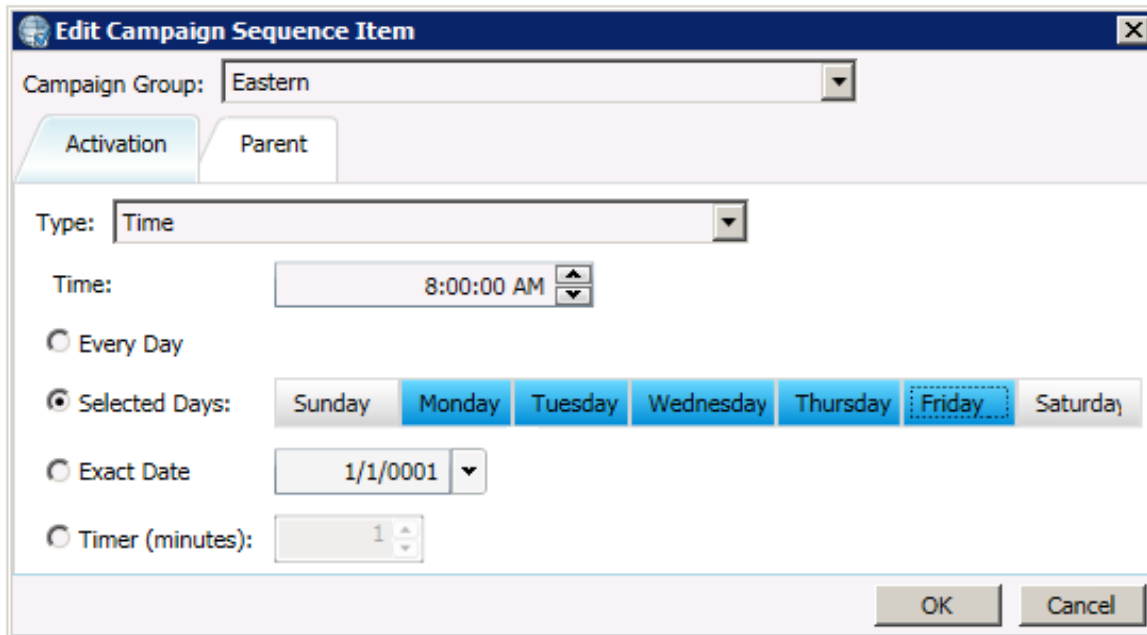 Edit Campaign Sequence Item
Campaign Group: Eastern
Activation Parent
Type: Time
Time: 8:00:00 AM
Every Day
Selected Days: Sunday Monday Tuesday Wednesday Thursday Friday Saturday
Exact Date 1/1/0001
Timer (minutes): 1
OK Cancel